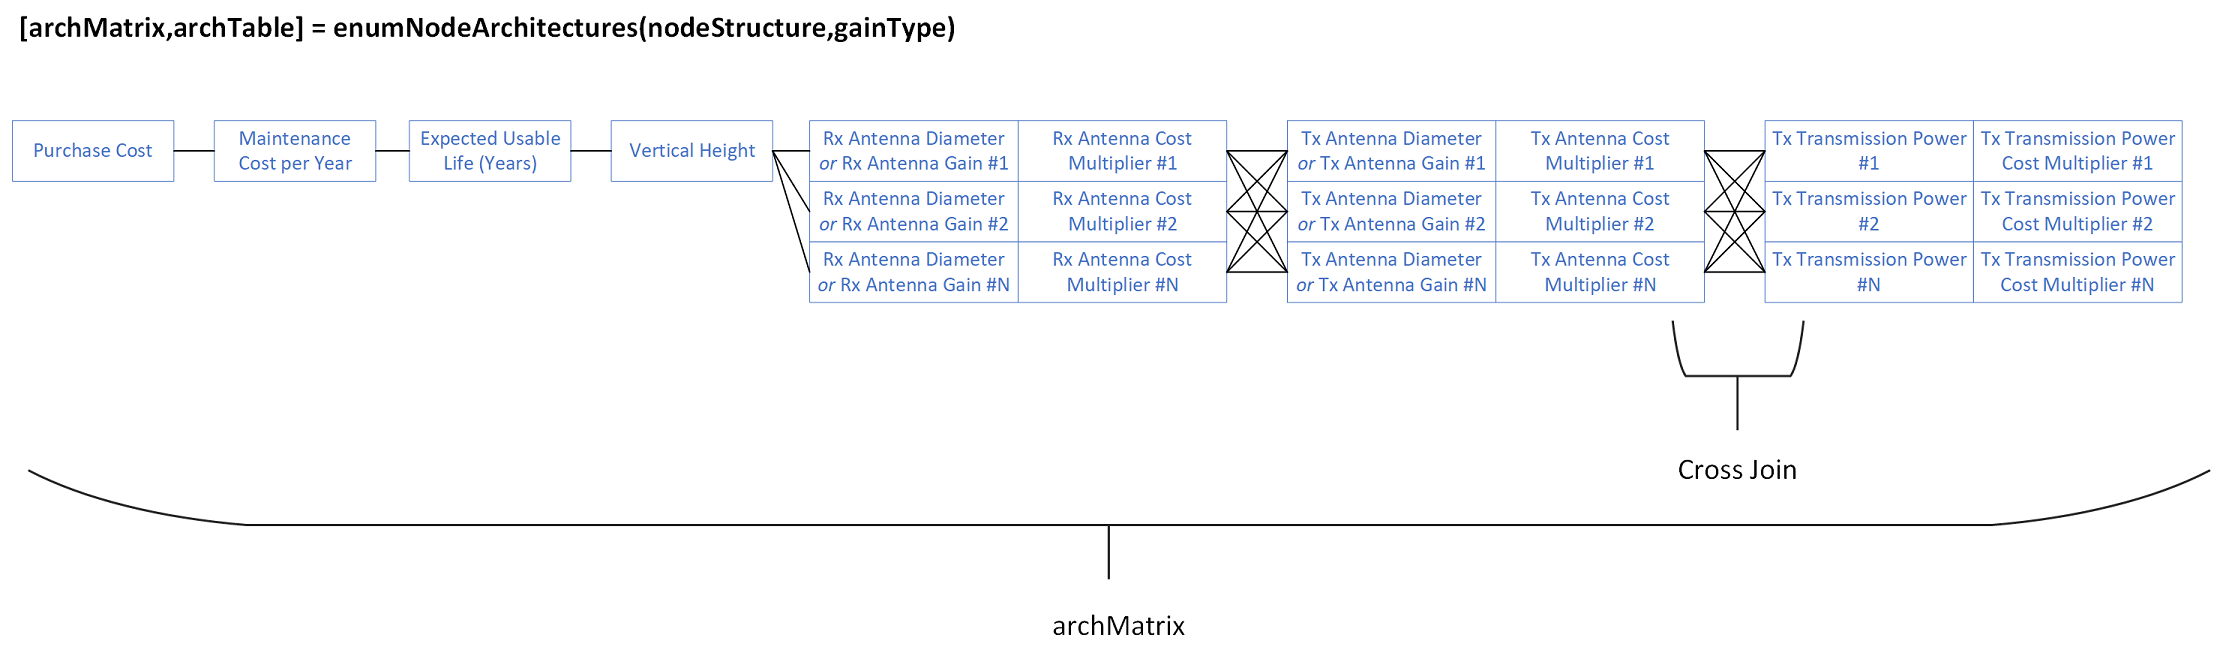 [archMatrix,archTable] = enumNodeArchitectures(nodeStructure,gainType)
Purchase Cost
Maintenance
Cost per Year
Expected Usable
Life (Years)
Vertical Height
Rx Antenna Diameter
or Rx Antenna Gain #1
Rx Antenna Cost
Multiplier #1
Rx Antenna Diameter
or Rx Antenna Gain #2
Rx Antenna Cost
Multiplier #2
Rx Antenna Diameter
or Rx Antenna Gain #N
Rx Antenna Cost
Multiplier #N
Tx Antenna Diameter
or Tx Antenna Gain #1
Tx Antenna Cost
Multiplier #1
Tx Antenna Diameter
or Tx Antenna Gain #2
Tx Antenna Cost
Multiplier #2
Tx Antenna Diameter
or Tx Antenna Gain #N
Tx Antenna Cost
Multiplier #N
Tx Transmission Power
#1
Tx Transmission Power
Cost Multiplier #1
Tx Transmission Power
#2
Tx Transmission Power
Cost Multiplier #2
Tx Transmission Power
#N
Tx Transmission Power
Cost Multiplier #N
Cross Join
archMatrix